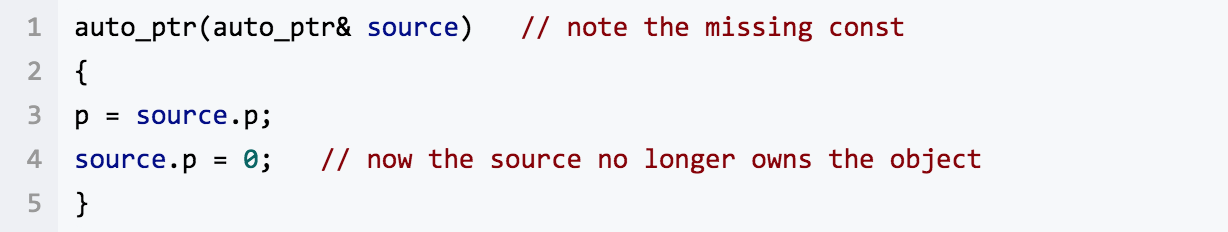 1 auto_ptr(auto_ptr& source)   // note the missing const
2 {
3 p = source.p;
4 source.p = 0;   // now the source no longer owns the object
5 }